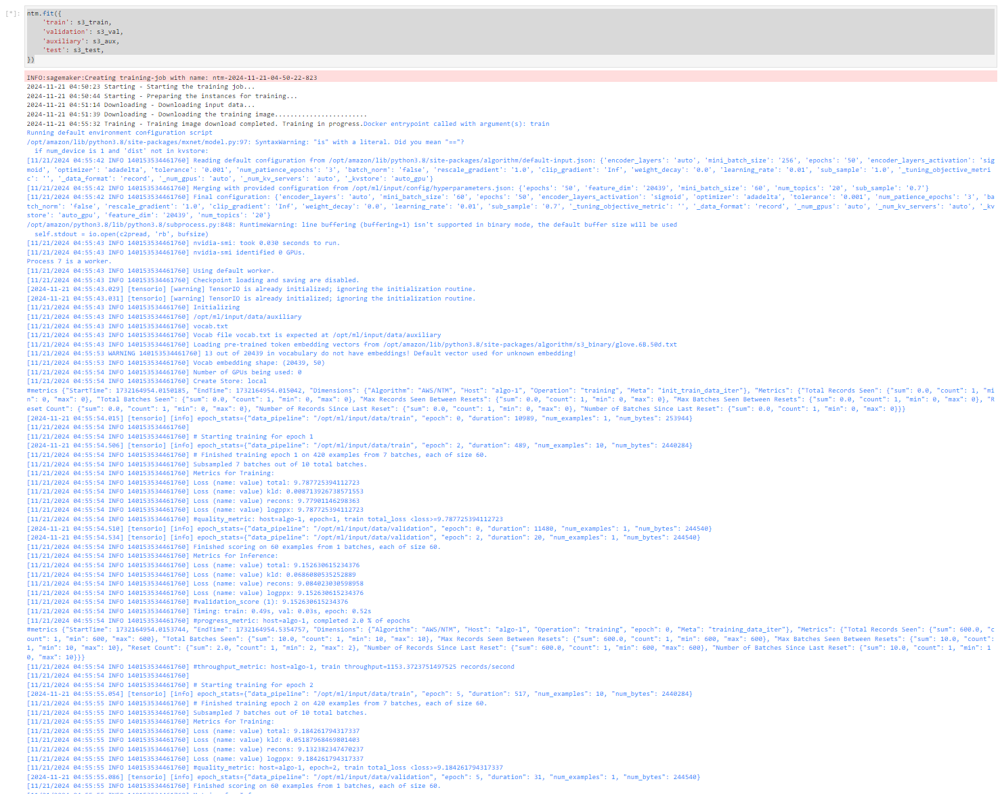 [*]:
ntm.fit({
    'train': s3_train,
    'validation': s3_val,
    'auxiliary': s3_aux,
    'test': s3_test,
})
INFO:sagemaker:Creating training-job with name: ntm-2024-11-21-04-50-22-823
2024-11-21 04:50:23 Starting - Starting the training job...
2024-11-21 04:50:44 Starting - Preparing the instances for training...
2024-11-21 04:51:14 Downloading - Downloading input data...
2024-11-21 04:51:39 Downloading - Downloading the training image........................
2024-11-21 04:55:32 Training - Training image download completed. Training in progress.Docker entrypoint called with argument(s): train
Running default environment configuration script
/opt/amazon/lib/python3.8/site-packages/mxnet/model.py:97: SyntaxWarning: "is" with a literal. Did you mean "=="?
  if num_device is 1 and 'dist' not in kvstore:
[11/21/2024 04:55:42 INFO 140153534461760] Reading default configuration from /opt/amazon/lib/python3.8/site-packages/algorithm/default-input.json: {'encoder_layers': 'auto', 'mini_batch_size': '256', 'epochs': '50', 'encoder_layers_activation': 'sig
moid', 'optimizer': 'adadelta', 'tolerance': '0.001', 'num_patience_epochs': '3', 'batch_norm': 'false', 'rescale_gradient': '1.0', 'clip_gradient': 'Inf', 'weight_decay': '0.0', 'learning_rate': '0.01', 'sub_sample': '1.0', '_tuning_objective_metri
c': '', '_data_format': 'record', '_num_gpus': 'auto', '_num_kv_servers': 'auto', '_kvstore': 'auto_gpu'}
[11/21/2024 04:55:42 INFO 140153534461760] Merging with provided configuration from /opt/ml/input/config/hyperparameters.json: {'epochs': '50', 'feature_dim': '20439', 'mini_batch_size': '60', 'num_topics': '20', 'sub_sample': '0.7'}
[11/21/2024 04:55:42 INFO 140153534461760] Final configuration: {'encoder_layers': 'auto', 'mini_batch_size': '60', 'epochs': '50', 'encoder_layers_activation': 'sigmoid', 'optimizer': 'adadelta', 'tolerance': '0.001', 'num_patience_epochs': '3', 'ba
tch_norm': 'false', 'rescale_gradient': '1.0', 'clip_gradient': 'Inf', 'weight_decay': '0.0', 'learning_rate': '0.01', 'sub_sample': '0.7', '_tuning_objective_metric': '', '_data_format': 'record', '_num_gpus': 'auto', '_num_kv_servers': 'auto', '_kv
store': 'auto_gpu', 'feature_dim': '20439', 'num_topics': '20'}
/opt/amazon/python3.8/lib/python3.8/subprocess.py:848: RuntimeWarning: line buffering (buffering=1) isn't supported in binary mode, the default buffer size will be used
  self.stdout = io.open(c2pread, 'rb', bufsize)
[11/21/2024 04:55:43 INFO 140153534461760] nvidia-smi: took 0.030 seconds to run.
[11/21/2024 04:55:43 INFO 140153534461760] nvidia-smi identified 0 GPUs.
Process 7 is a worker.
[11/21/2024 04:55:43 INFO 140153534461760] Using default worker.
[11/21/2024 04:55:43 INFO 140153534461760] Checkpoint loading and saving are disabled.
[2024-11-21 04:55:43.029] [tensorio] [warning] TensorIO is already initialized; ignoring the initialization routine.
[2024-11-21 04:55:43.031] [tensorio] [warning] TensorIO is already initialized; ignoring the initialization routine.
[11/21/2024 04:55:43 INFO 140153534461760] Initializing
[11/21/2024 04:55:43 INFO 140153534461760] /opt/ml/input/data/auxiliary
[11/21/2024 04:55:43 INFO 140153534461760] vocab.txt
[11/21/2024 04:55:43 INFO 140153534461760] Vocab file vocab.txt is expected at /opt/ml/input/data/auxiliary
[11/21/2024 04:55:43 INFO 140153534461760] Loading pre-trained token embedding vectors from /opt/amazon/lib/python3.8/site-packages/algorithm/s3_binary/glove.6B.50d.txt
[11/21/2024 04:55:53 WARNING 140153534461760] 13 out of 20439 in vocabulary do not have embeddings! Default vector used for unknown embedding!
[11/21/2024 04:55:53 INFO 140153534461760] Vocab embedding shape: (20439, 50)
[11/21/2024 04:55:54 INFO 140153534461760] Number of GPUs being used: 0
[11/21/2024 04:55:54 INFO 140153534461760] Create Store: local
#metrics {"StartTime": 1732164954.0150185, "EndTime": 1732164954.015042, "Dimensions": {"Algorithm": "AWS/NTM", "Host": "algo-1", "Operation": "training", "Meta": "init_train_data_iter"}, "Metrics": {"Total Records Seen": {"sum": 0.0, "count": 1, "mi
n": 0, "max": 0}, "Total Batches Seen": {"sum": 0.0, "count": 1, "min": 0, "max": 0}, "Max Records Seen Between Resets": {"sum": 0.0, "count": 1, "min": 0, "max": 0}, "Max Batches Seen Between Resets": {"sum": 0.0, "count": 1, "min": 0, "max": 0}, "R
eset Count": {"sum": 0.0, "count": 1, "min": 0, "max": 0}, "Number of Records Since Last Reset": {"sum": 0.0, "count": 1, "min": 0, "max": 0}, "Number of Batches Since Last Reset": {"sum": 0.0, "count": 1, "min": 0, "max": 0}}}
[2024-11-21 04:55:54.015] [tensorio] [info] epoch_stats={"data_pipeline": "/opt/ml/input/data/train", "epoch": 0, "duration": 10989, "num_examples": 1, "num_bytes": 253944}
[11/21/2024 04:55:54 INFO 140153534461760]
[11/21/2024 04:55:54 INFO 140153534461760] # Starting training for epoch 1
[2024-11-21 04:55:54.506] [tensorio] [info] epoch_stats={"data_pipeline": "/opt/ml/input/data/train", "epoch": 2, "duration": 489, "num_examples": 10, "num_bytes": 2440284}
[11/21/2024 04:55:54 INFO 140153534461760] # Finished training epoch 1 on 420 examples from 7 batches, each of size 60.
[11/21/2024 04:55:54 INFO 140153534461760] Subsampled 7 batches out of 10 total batches.
[11/21/2024 04:55:54 INFO 140153534461760] Metrics for Training:
[11/21/2024 04:55:54 INFO 140153534461760] Loss (name: value) total: 9.787725394112723
[11/21/2024 04:55:54 INFO 140153534461760] Loss (name: value) kld: 0.008713926738571553
[11/21/2024 04:55:54 INFO 140153534461760] Loss (name: value) recons: 9.77901146298363
[11/21/2024 04:55:54 INFO 140153534461760] Loss (name: value) logppx: 9.787725394112723
[11/21/2024 04:55:54 INFO 140153534461760] #quality_metric: host=algo-1, epoch=1, train total_loss <loss>=9.787725394112723
[2024-11-21 04:55:54.510] [tensorio] [info] epoch_stats={"data_pipeline": "/opt/ml/input/data/validation", "epoch": 0, "duration": 11480, "num_examples": 1, "num_bytes": 244540}
[2024-11-21 04:55:54.534] [tensorio] [info] epoch_stats={"data_pipeline": "/opt/ml/input/data/validation", "epoch": 2, "duration": 20, "num_examples": 1, "num_bytes": 244540}
[11/21/2024 04:55:54 INFO 140153534461760] Finished scoring on 60 examples from 1 batches, each of size 60.
[11/21/2024 04:55:54 INFO 140153534461760] Metrics for Inference:
[11/21/2024 04:55:54 INFO 140153534461760] Loss (name: value) total: 9.152630615234376
[11/21/2024 04:55:54 INFO 140153534461760] Loss (name: value) kld: 0.0686080535252889
[11/21/2024 04:55:54 INFO 140153534461760] Loss (name: value) recons: 9.084023030598958
[11/21/2024 04:55:54 INFO 140153534461760] Loss (name: value) logppx: 9.152630615234376
[11/21/2024 04:55:54 INFO 140153534461760] #validation_score (1): 9.152630615234376
[11/21/2024 04:55:54 INFO 140153534461760] Timing: train: 0.49s, val: 0.03s, epoch: 0.52s
[11/21/2024 04:55:54 INFO 140153534461760] #progress_metric: host=algo-1, completed 2.0 % of epochs
#metrics {"StartTime": 1732164954.0153744, "EndTime": 1732164954.5354757, "Dimensions": {"Algorithm": "AWS/NTM", "Host": "algo-1", "Operation": "training", "epoch": 0, "Meta": "training_data_iter"}, "Metrics": {"Total Records Seen": {"sum": 600.0, "c
ount": 1, "min": 600, "max": 600}, "Total Batches Seen": {"sum": 10.0, "count": 1, "min": 10, "max": 10}, "Max Records Seen Between Resets": {"sum": 600.0, "count": 1, "min": 600, "max": 600}, "Max Batches Seen Between Resets": {"sum": 10.0, "count":
1, "min": 10, "max": 10}, "Reset Count": {"sum": 2.0, "count": 1, "min": 2, "max": 2}, "Number of Records Since Last Reset": {"sum": 600.0, "count": 1, "min": 600, "max": 600}, "Number of Batches Since Last Reset": {"sum": 10.0, "count": 1, "min": 1
0, "max": 10}}}
[11/21/2024 04:55:54 INFO 140153534461760] #throughput_metric: host=algo-1, train throughput=1153.3723751497525 records/second
[11/21/2024 04:55:54 INFO 140153534461760]
[11/21/2024 04:55:54 INFO 140153534461760] # Starting training for epoch 2
[2024-11-21 04:55:55.054] [tensorio] [info] epoch_stats={"data_pipeline": "/opt/ml/input/data/train", "epoch": 5, "duration": 517, "num_examples": 10, "num_bytes": 2440284}
[11/21/2024 04:55:55 INFO 140153534461760] # Finished training epoch 2 on 420 examples from 7 batches, each of size 60.
[11/21/2024 04:55:55 INFO 140153534461760] Subsampled 7 batches out of 10 total batches.
[11/21/2024 04:55:55 INFO 140153534461760] Metrics for Training:
[11/21/2024 04:55:55 INFO 140153534461760] Loss (name: value) total: 9.184261794317337
[11/21/2024 04:55:55 INFO 140153534461760] Loss (name: value) kld: 0.05187968469801403
[11/21/2024 04:55:55 INFO 140153534461760] Loss (name: value) recons: 9.132382347470237
[11/21/2024 04:55:55 INFO 140153534461760] Loss (name: value) logppx: 9.184261794317337
[11/21/2024 04:55:55 INFO 140153534461760] #quality_metric: host=algo-1, epoch=2, train total_loss <loss>=9.184261794317337
[2024-11-21 04:55:55.086] [tensorio] [info] epoch_stats={"data_pipeline": "/opt/ml/input/data/validation", "epoch": 5, "duration": 31, "num_examples": 1, "num_bytes": 244540}
[11/21/2024 04:55:55 INFO 140153534461760] Finished scoring on 60 examples from 1 batches, each of size 60.